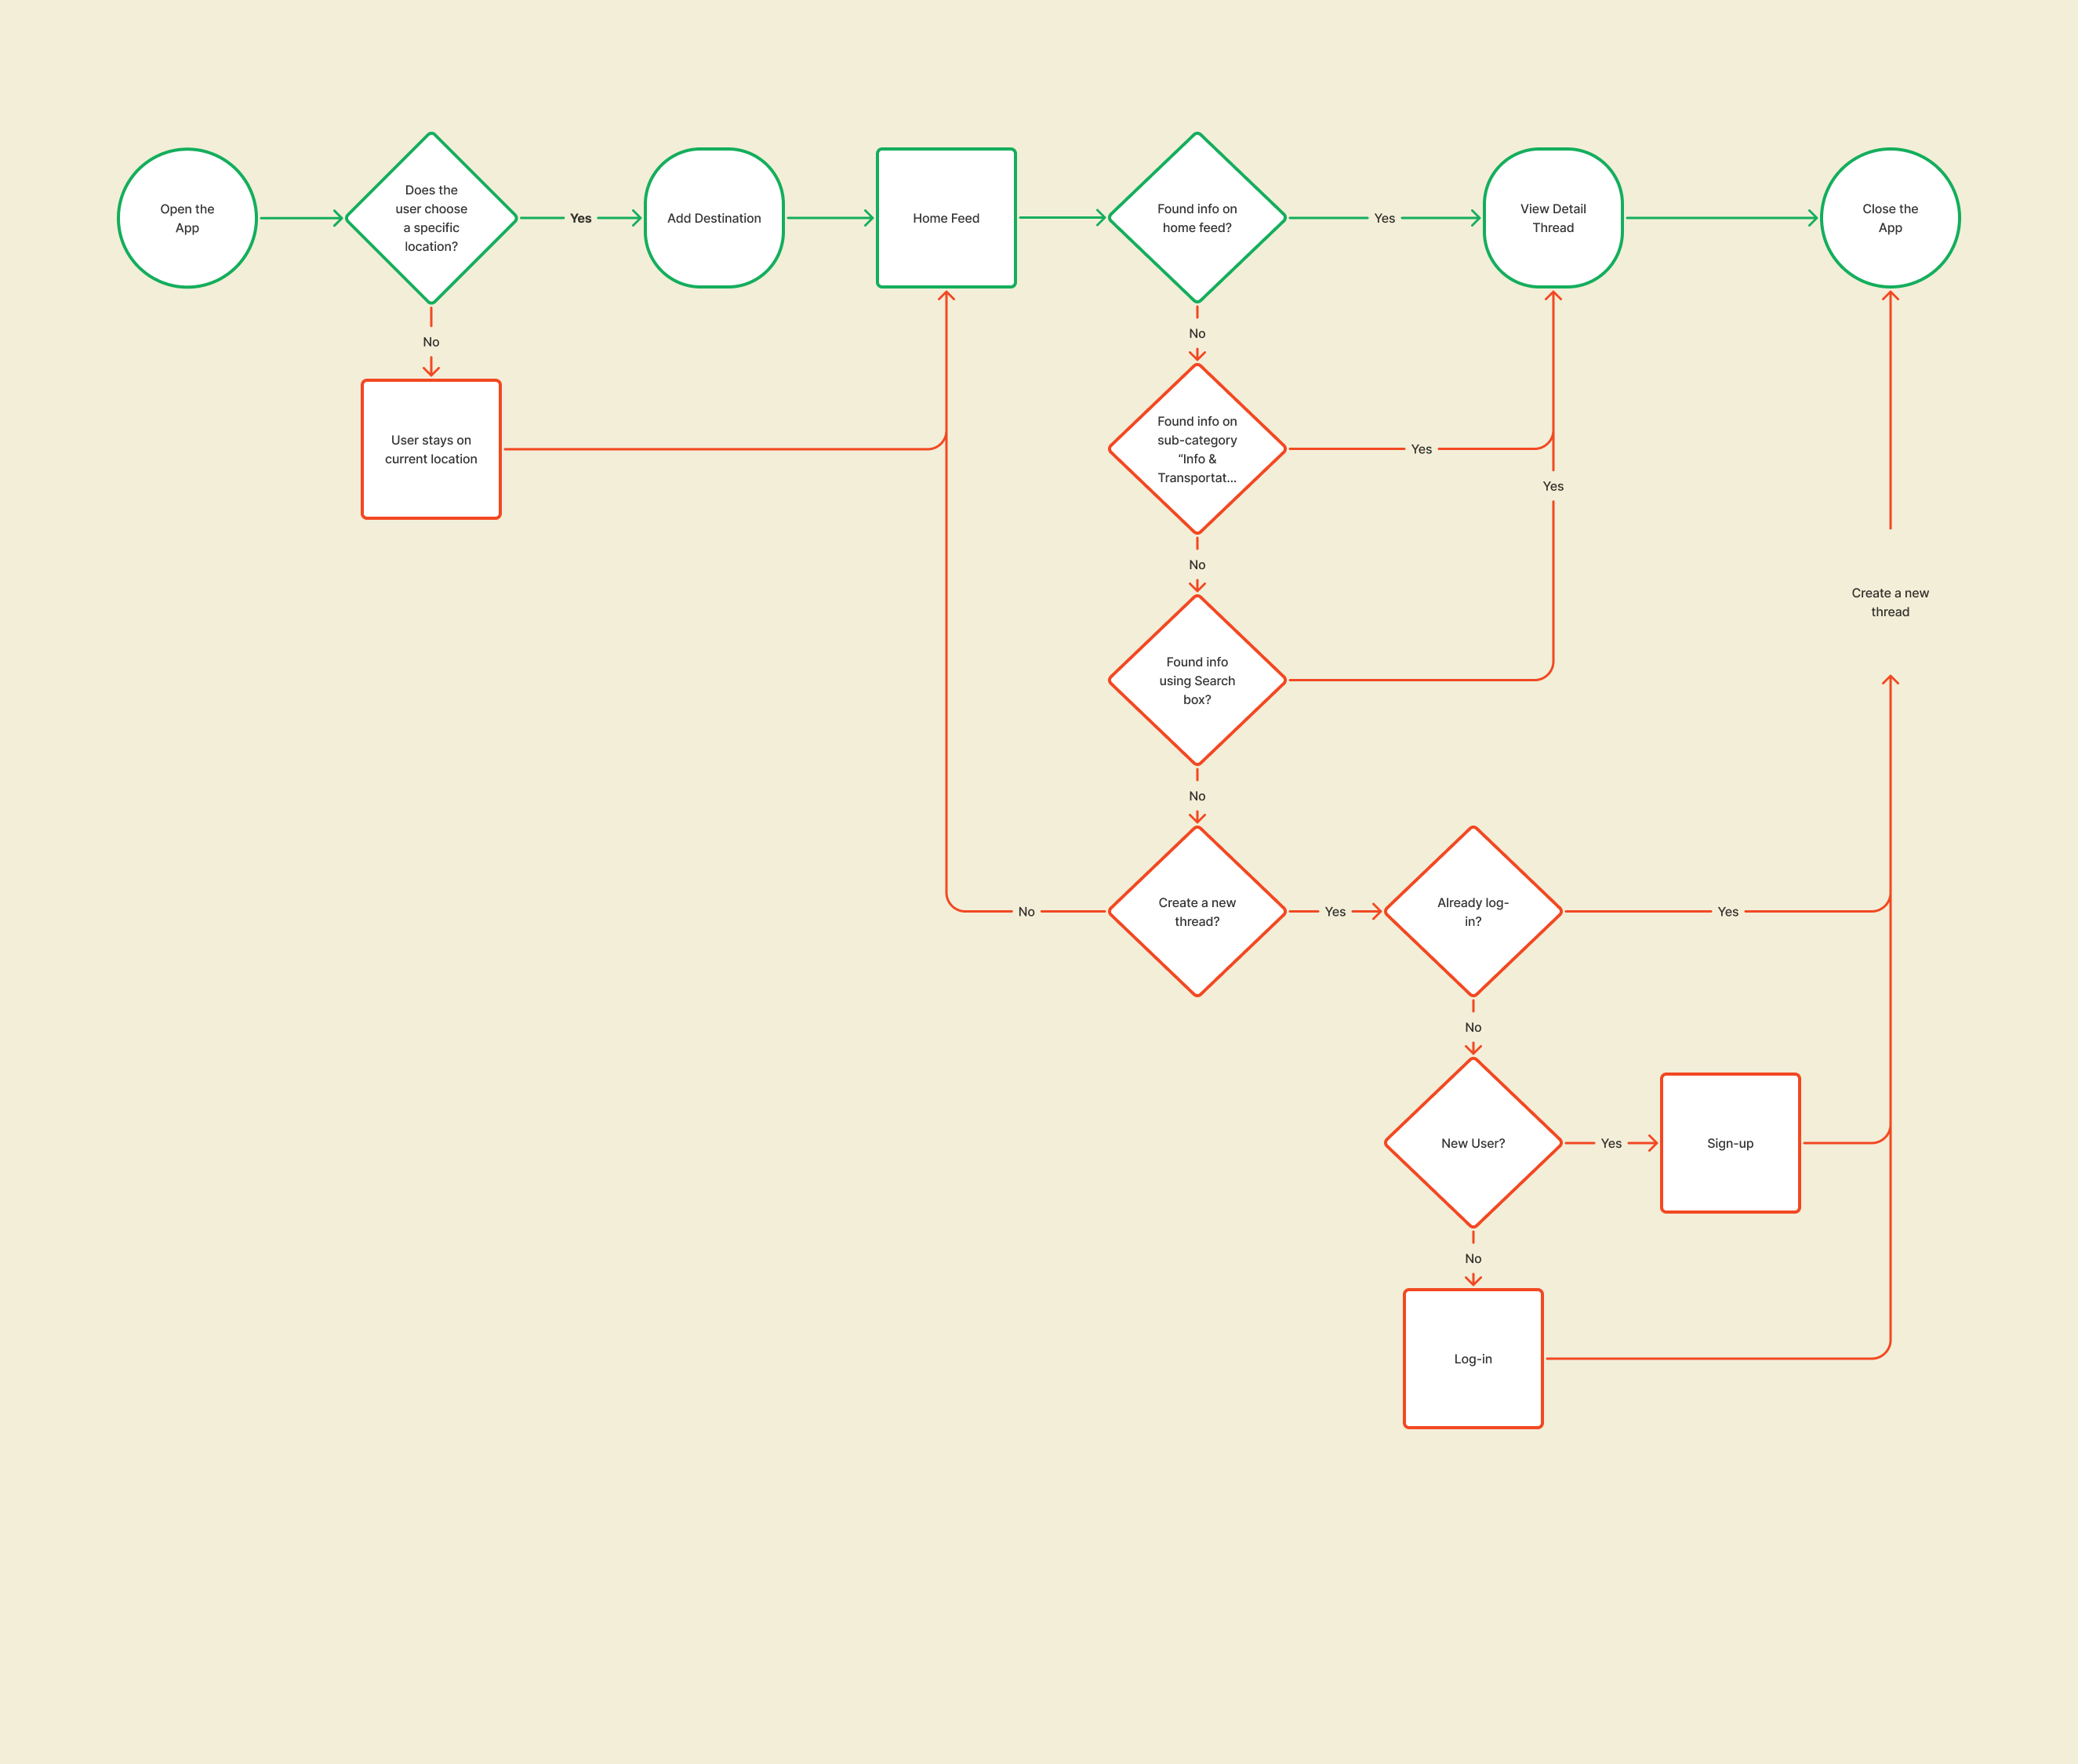 Open the
App
Does the
user choose
a specific
location?
Yes
Add Destination
Home Feed
Found info on
home feed?
Yes
View Detail
Thread
Close the
App
No
User stays on
current location
No
Found info on
sub-category
“Info &
Transportat...
Yes
Yes
No
Found info
using Search
box?
Create a new
thread
No
No
Create a new
thread?
Yes
Already log-
in?
Yes
No
New User?
Yes
Sign-up
No
Log-in